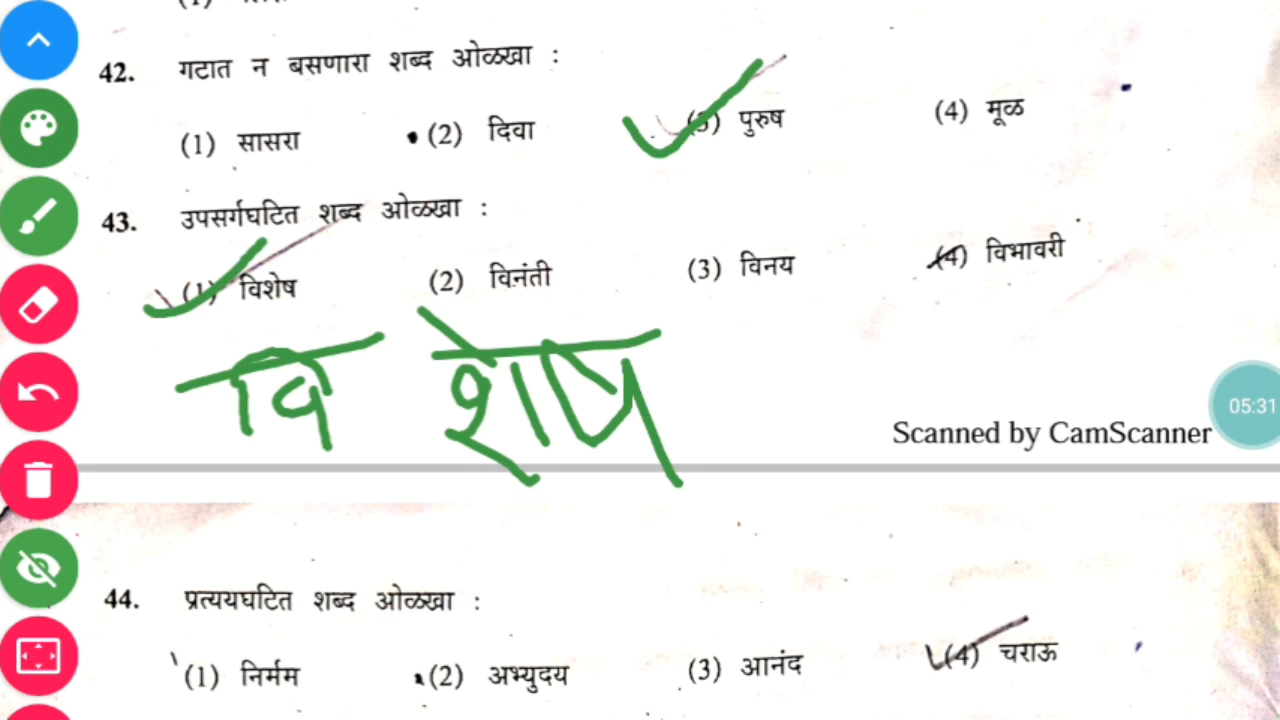 42. गटात न बसणारा शब्द ओळखा :
(1) सासरा (2) दिवा (3) पुरुष (4) मूळ
43. उपसर्गघटित शब्द ओळखा :
(1) विशेष (2) विनंती (3) विनय (4) विभावरी
वि शेष
05:31
Scanned by CamScanner
44. प्रत्ययघटित शब्द ओळखा :
(1) निर्मम (2) अभ्युदय (3) आनंद (4) चराऊ